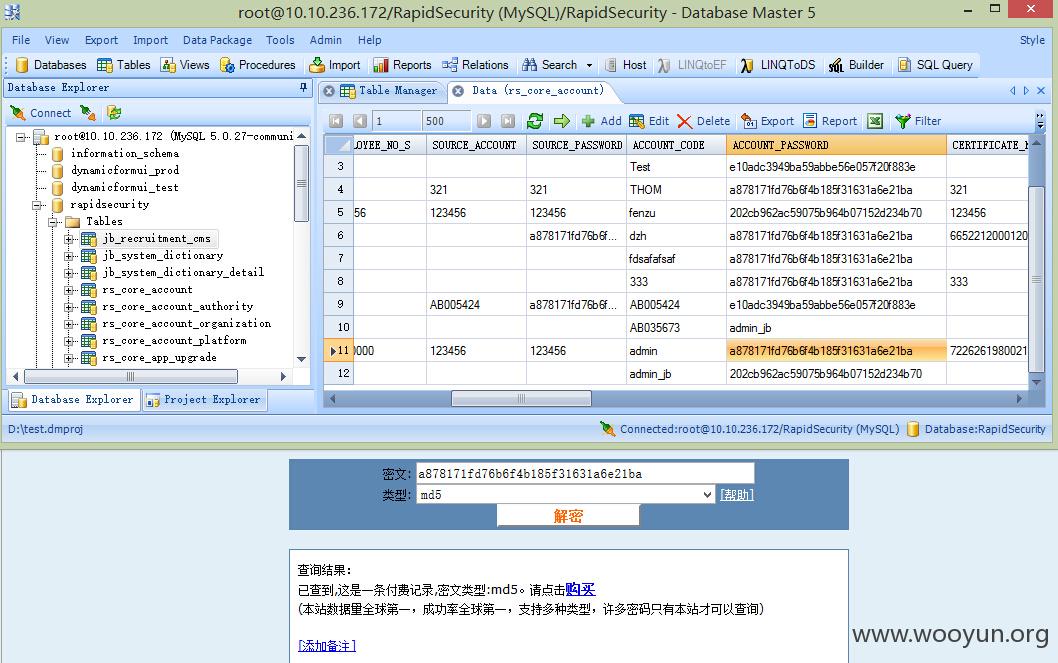 root@10.10.236.172/RapidSecurity (MySQL)/RapidSecurity - Database Master 5
File View Export Import Data Package Tools Admin Help Style
Databases Tables Views Procedures Import Reports Relations Search Host LINQtoEF LINQToDS Builder SQL Query
Database Explorer
Connect
root@10.10.236.172 (MySQL 5.0.27-communi
information_schema
dynamicformui_prod
dynamicformui_test
rapidsecurity
Tables
jb_recruitment_cms
jb_system_dictionary
jb_system_dictionary_detail
rs_core_account
rs_core_account_authority
rs_core_account_organization
rs_core_account_platform
rs_core_app_upgrade
Database Explorer Project Explorer
Table Manager Data (rs_core_account)
1 500 Add Edit Delete Export Report Filter
LOYEE_NO_S SOURCE_ACCOUNT SOURCE_PASSWORD ACCOUNT_CODE ACCOUNT_PASSWORD CERTIFICATE_N
3 Test e10adc3949ba59abbe56e057f20f883e
4 321 321 THOM a878171fd76b6f4b185f31631a6e21ba 321
5 56 123456 123456 fenzu 202cb962ac59075b964b07152d234b70 123456
6 a878171fd76b6f... dzh a878171fd76b6f4b185f31631a6e21ba 6652212000120
7 fdsafafsaf a878171fd76b6f4b185f31631a6e21ba
8 333 a878171fd76b6f4b185f31631a6e21ba 333
9 AB005424 a878171fd76b6f... AB005424 e10adc3949ba59abbe56e057f20f883e
10 AB035673 admin_jb
11 0000 123456 123456 admin a878171fd76b6f4b185f31631a6e21ba 7226261980021
12 admin_jb 202cb962ac59075b964b07152d234b70
D:\test.dmproj Connected:root@10.10.236.172/RapidSecurity (MySQL) Database:RapidSecurity
密文: a878171fd76b6f4b185f31631a6e21ba
类型: md5 [帮助]
解密
查询结果:
已查到,这是一条付费记录,密文类型:md5。请点击购买
(本站数据量全球第一，成功率全球第一，支持多种类型，许多密码只有本站才可以查询)
[添加备注]
www.wooyun.org